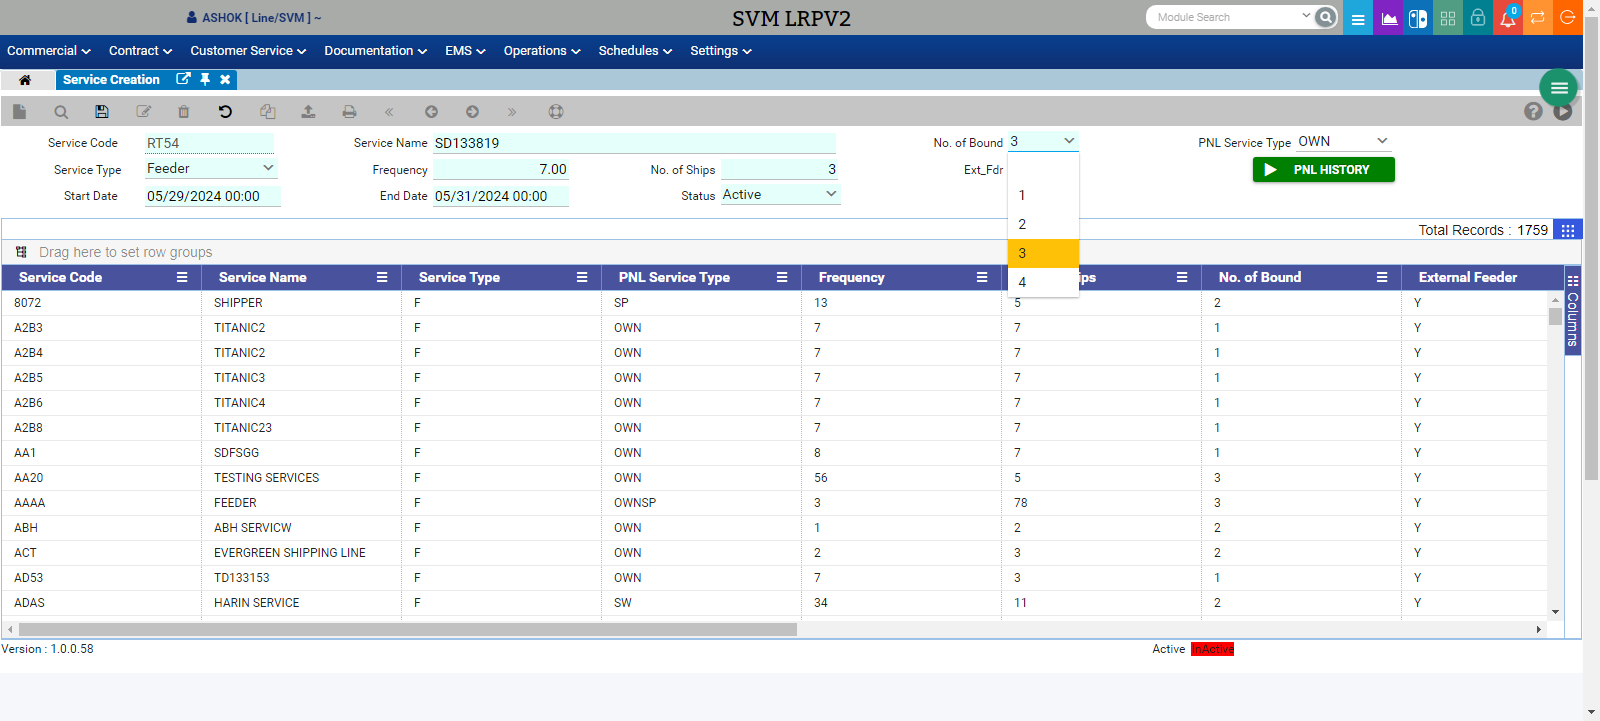 ASHOK [ Line/SVM ] ~
SVM LRPV2
Module Search
0
Commercial Contract Customer Service Documentation EMS Operations Schedules Settings
Service Creation
Service Code RT54 Service Name SD133819 No. of Bound 3 PNL Service Type OWN
Service Type Feeder Frequency 7.00 No. of Ships 3 Ext_Fdr PNL HISTORY
Start Date 05/29/2024 00:00 End Date 05/31/2024 00:00 Status Active
1
2
3
4
Total Records : 1759
Drag here to set row groups
Service Code Service Name Service Type PNL Service Type Frequency ips No. of Bound External Feeder
Columns
8072 SHIPPER F SP 13 5 2 Y
A2B3 TITANIC2 F OWN 7 7 1 Y
A2B4 TITANIC2 F OWN 7 7 1 Y
A2B5 TITANIC3 F OWN 7 7 1 Y
A2B6 TITANIC4 F OWN 7 7 1 Y
A2B8 TITANIC23 F OWN 7 7 1 Y
AA1 SDFSGG F OWN 8 7 1 Y
AA20 TESTING SERVICES F OWN 56 5 3 Y
AAAA FEEDER F OWNSP 3 78 3 Y
ABH ABH SERVICW F OWN 1 2 2 Y
ACT EVERGREEN SHIPPING LINE F OWN 2 3 2 Y
AD53 TD133153 F OWN 7 3 1 Y
ADAS HARIN SERVICE F SW 34 11 2 Y
Version : 1.0.0.58
Active InActive